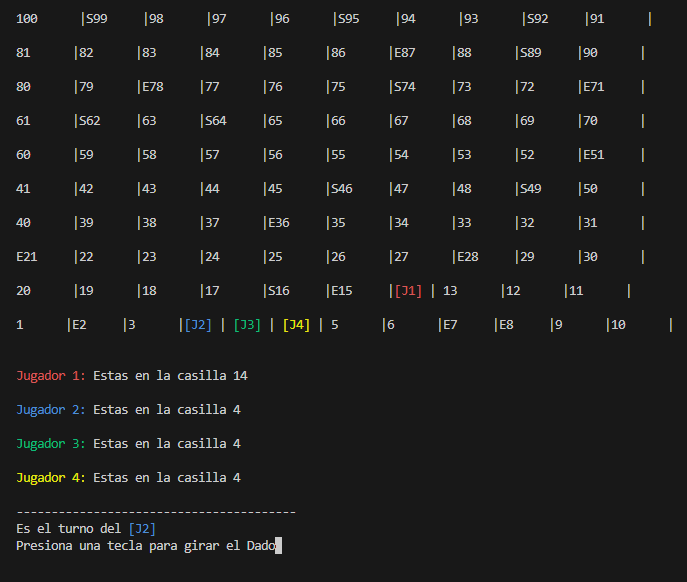 100 |S99 |98 |97 |96 |S95 |94 |93 |S92 |91 |
81 |82 |83 |84 |85 |86 |E87 |88 |S89 |90 |
80 |79 |E78 |77 |76 |75 |S74 |73 |72 |E71 |
61 |S62 |63 |S64 |65 |66 |67 |68 |69 |70 |
60 |59 |58 |57 |56 |55 |54 |53 |52 |E51 |
41 |42 |43 |44 |45 |S46 |47 |48 |S49 |50 |
40 |39 |38 |37 |E36 |35 |34 |33 |32 |31 |
E21 |22 |23 |24 |25 |26 |27 |E28 |29 |30 |
20 |19 |18 |17 |S16 |E15 |[J1] | 13 |12 |11 |
1 |E2 |3 |[J2] | [J3] | [J4] | 5 |6 |E7 |E8 |9 |10 |
Jugador 1: Estas en la casilla 14
Jugador 2: Estas en la casilla 4
Jugador 3: Estas en la casilla 4
Jugador 4: Estas en la casilla 4
----------------------------------------
Es el turno del [J2]
Presiona una tecla para girar el Dado